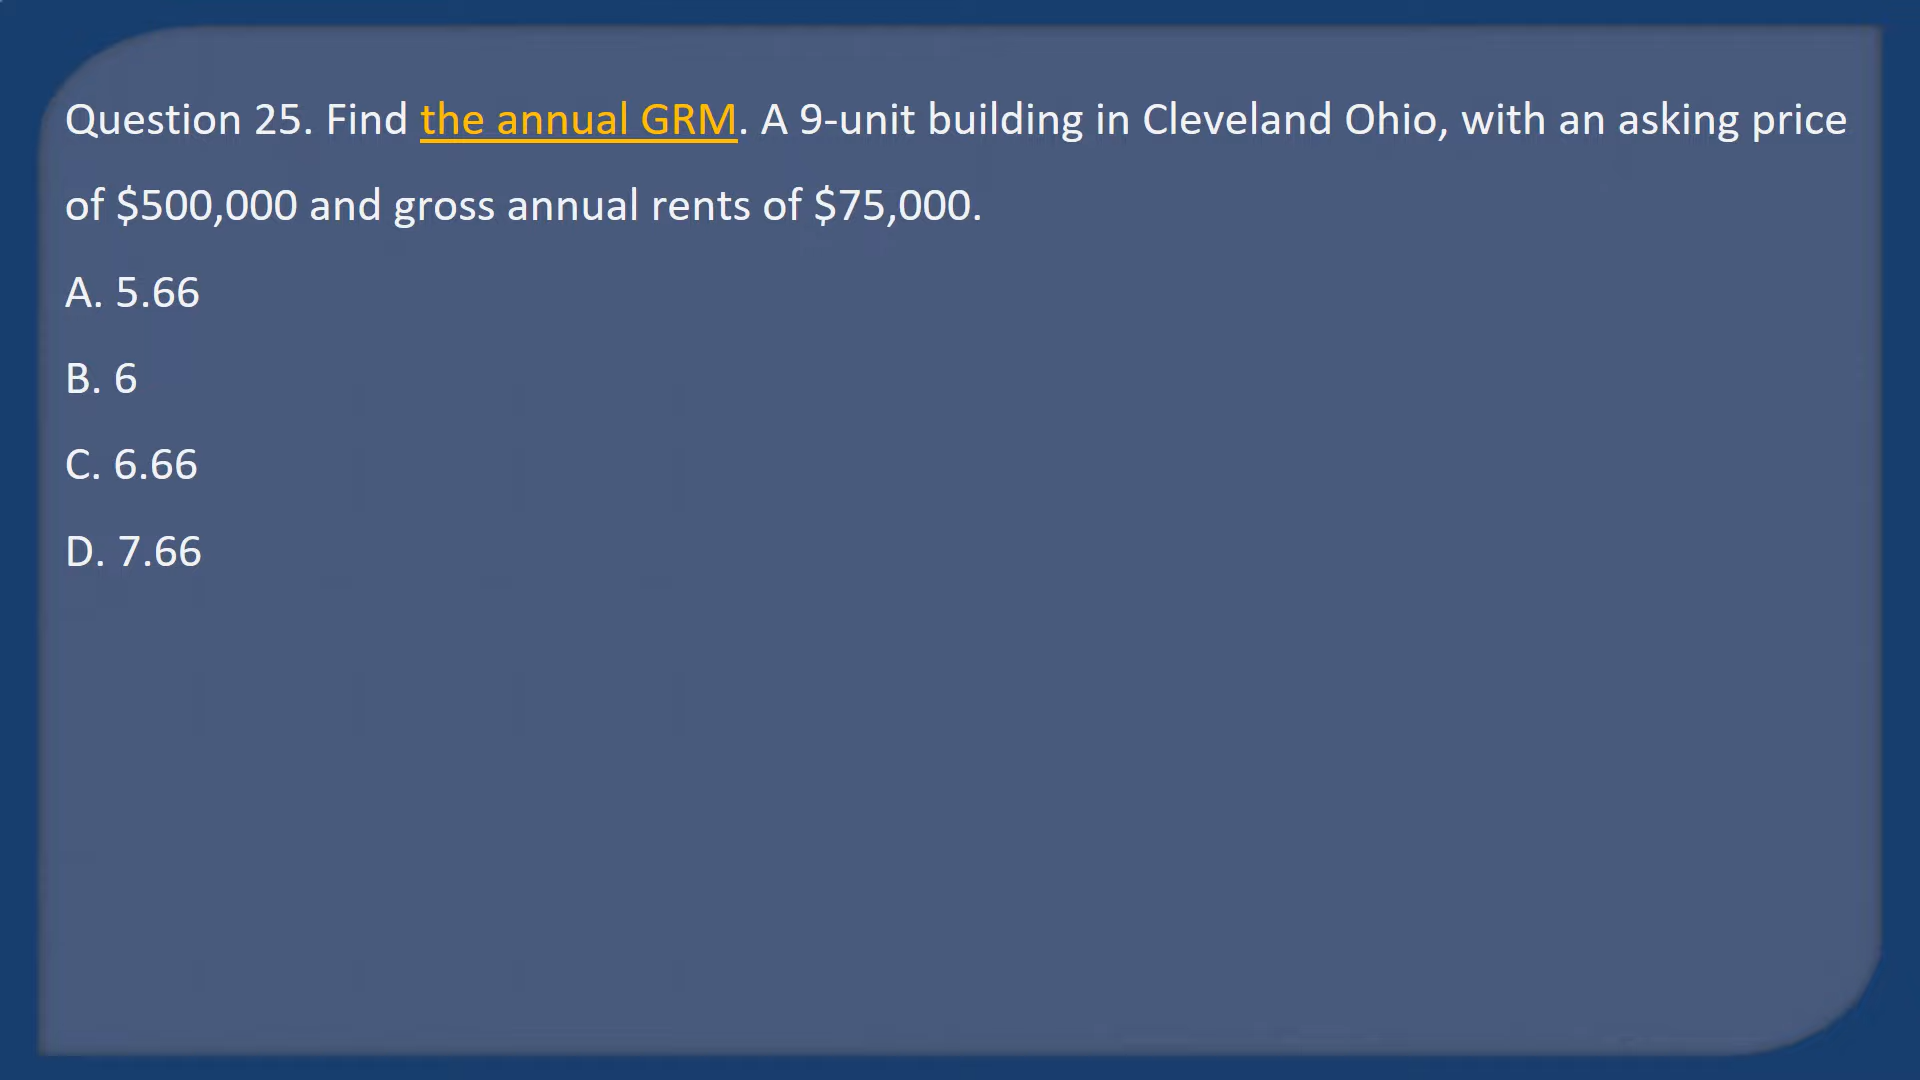 Question 25. Find the annual GRM. A 9-unit building in Cleveland Ohio, with an asking price
of $500,000 and gross annual rents of $75,000.
A. 5.66
B. 6
C. 6.66
D. 7.66